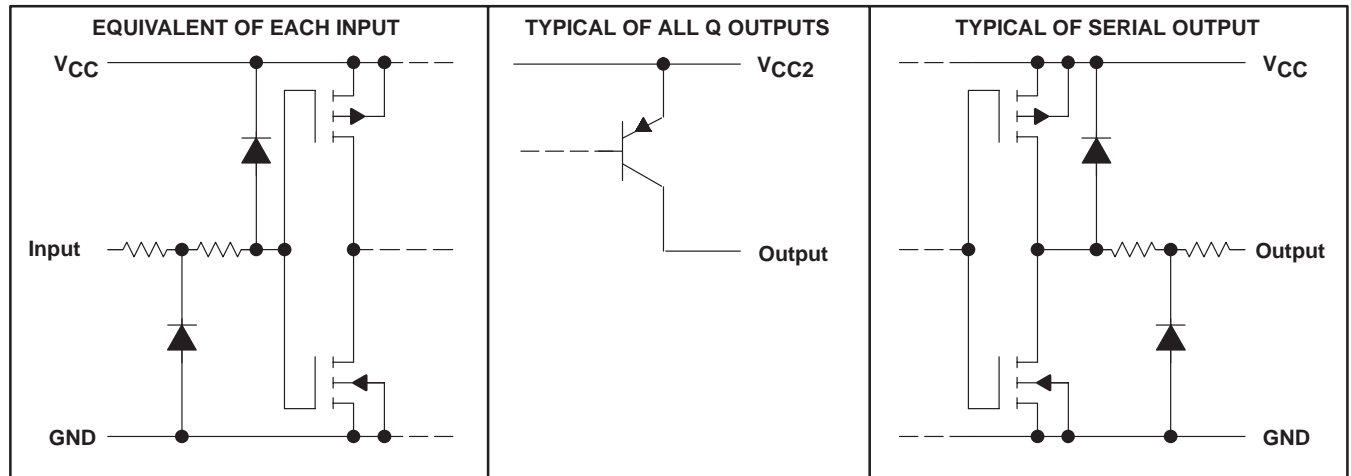 EQUIVALENT OF EACH INPUT
VCC
Input
GND
TYPICAL OF ALL Q OUTPUTS
VCC2
Output
TYPICAL OF SERIAL OUTPUT
VCC
Output
GND